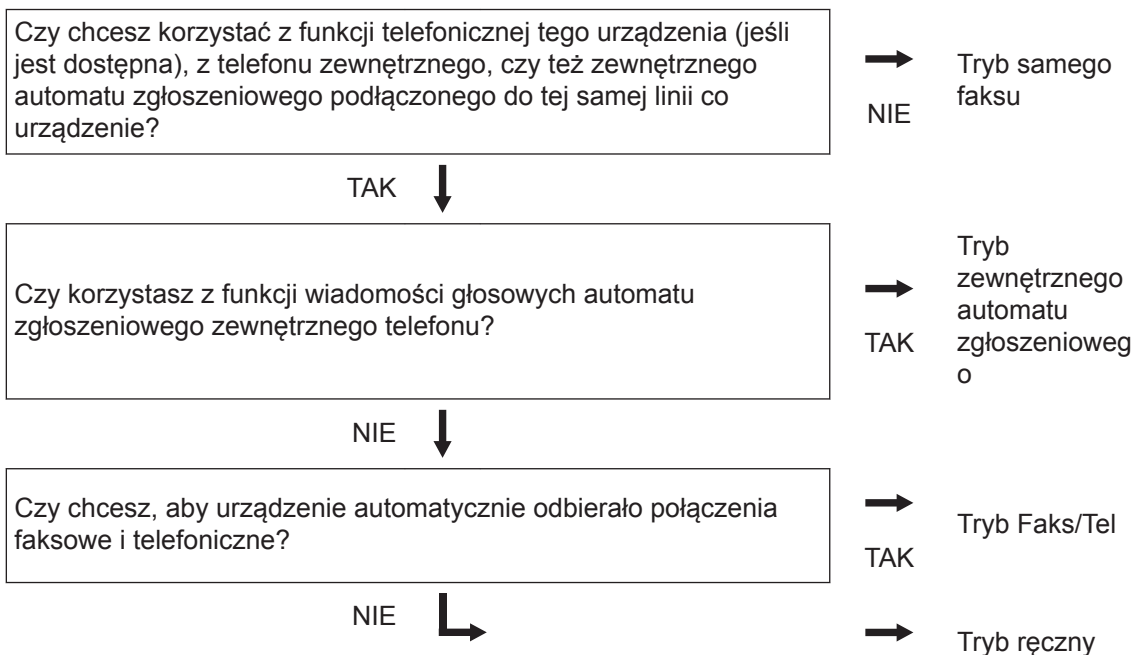 Czy chcesz korzystać z funkcji telefonicznej tego urządzenia (jeśli
jest dostępna), z telefonu zewnętrznego, czy też zewnętrznego
automatu zgłoszeniowego podłączonego do tej samej linii co
urządzenie?
NIE
Tryb samego
faksu
TAK
Czy korzystasz z funkcji wiadomości głosowych automatu
zgłoszeniowego zewnętrznego telefonu?
TAK
Tryb
zewnętrznego
automatu
zgłoszenioweg
o
NIE
Czy chcesz, aby urządzenie automatycznie odbierało połączenia
faksowe i telefoniczne?
TAK
Tryb Faks/Tel
NIE
Tryb ręczny